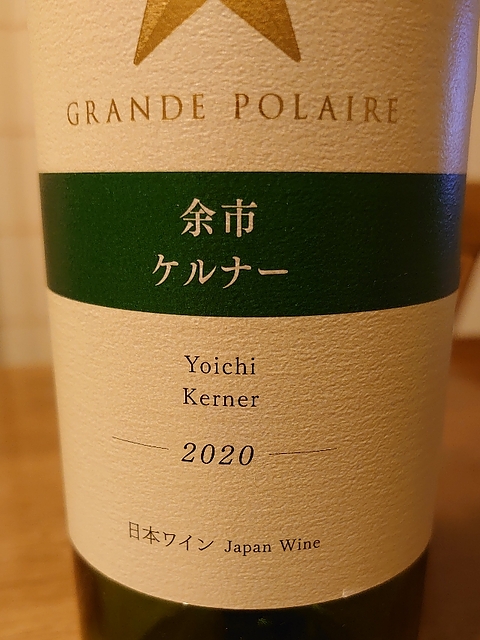 GRANDE POLAIRE
余市
ケルナー
Yoichi
Kerner
2020
日本ワイン Japan Wine